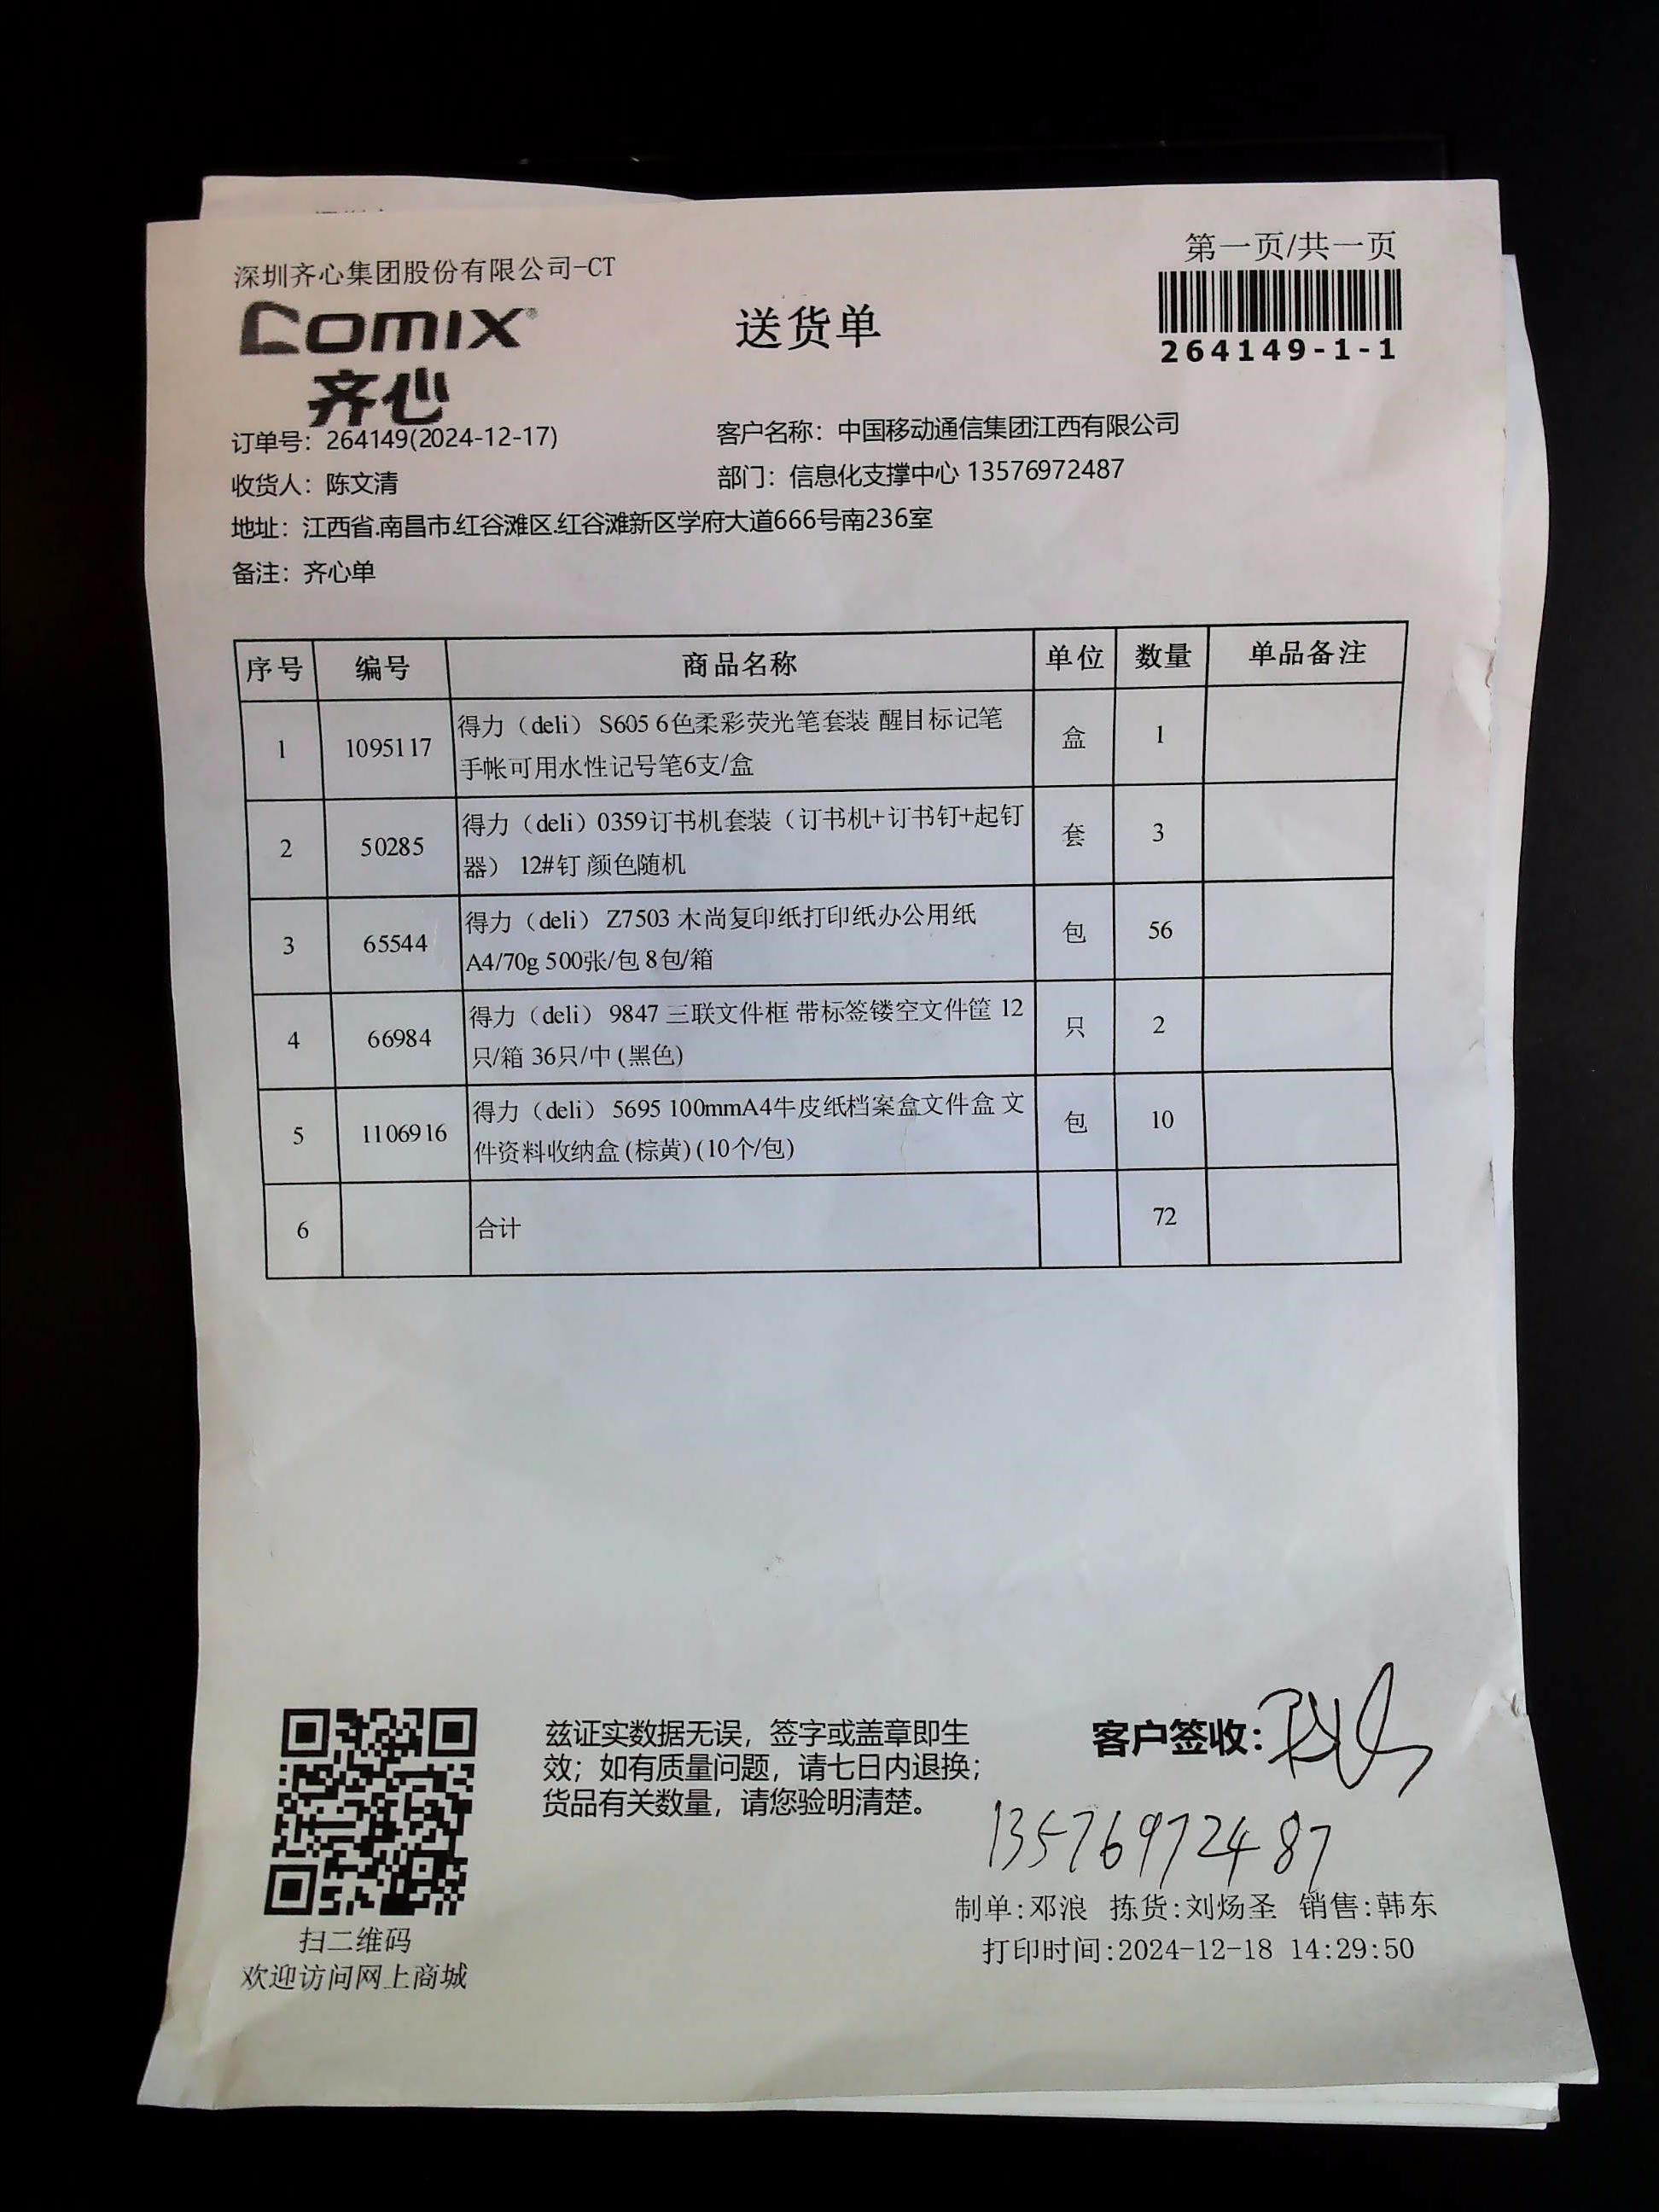 第一页/共一页
深圳齐心集团股份有限公司-CT
comix®
齐心
送货单
264149-1-1
订单号：264149(2024-12-17)
客户名称：中国移动通信集团江西有限公司
收货人：陈文清
部门：信息化支撑中心 13576972487
地址：江西省.南昌市.红谷滩区.红谷滩新区学府大道666号南236室
备注：齐心单
序号 编号 商品名称 单位 数量 单品备注
1 1095117 得力（deli） S605 6色柔彩荧光笔套装 醒目标记笔 盒 1
手帐可用水性记号笔6支/盒
2 50285 得力（deli）0359订书机套装（订书机+订书钉+起钉 套 3
器） 12#钉 颜色随机
3 65544 得力（deli） Z7503 木尚复印纸打印纸办公用纸 包 56
A4/70g 500张/包 8包/箱
4 66984 得力（deli） 9847 三联文件框 带标签镂空文件筐 12 只 2
只/箱 36只/中 (黑色)
5 1106916 得力（deli） 5695 100mmA4牛皮纸档案盒文件盒 文 包 10
件资料收纳盒 (棕黄) (10个/包)
6 合计 72
兹证实数据无误，签字或盖章即生
效；如有质量问题，请七日内退换；
货品有关数量，请您验明清楚。
客户签收：
13576972487
制单:邓浪 拣货:刘炀圣 销售:韩东
打印时间:2024-12-18 14:29:50
扫二维码
欢迎访问网上商城